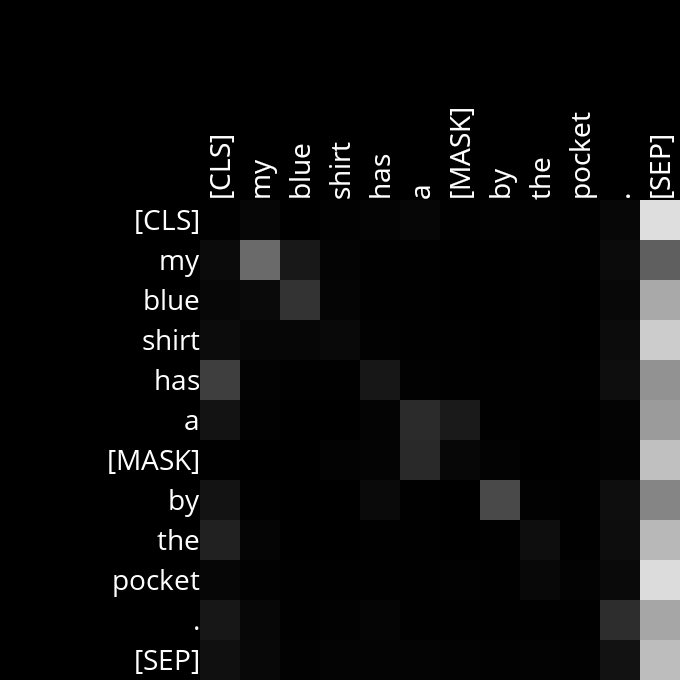 [CLS] my blue shirt has a [MASK] by the pocket . [SEP]
[CLS]
my
blue
shirt
has
a
[MASK]
by
the
pocket
.
[SEP]